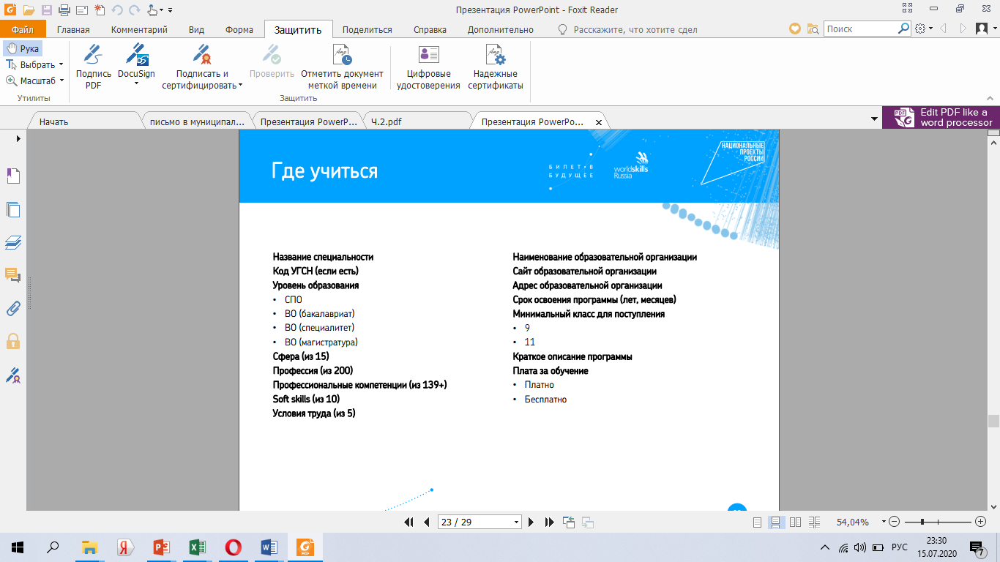 Презентация PowerPoint - Foxit Reader
Файл
Главная
Комментарий
Вид
Форма
Защитить
Поделиться
Справка
Дополнительно
Расскажите, что хотите сдел
Поиск
Рука
Выбрать
Масштаб
Утилиты
Подпись
PDF
DocuSign
Подписать и
сертифицировать
Проверить
Отметить документ
меткой времени
Цифровые
удостоверения
Надежные
сертификаты
Защитить
Начать
письмо в муниципал...
Презентация PowerP...
Ч.2.pdf
Презентация PowerPo...
Edit PDF like a
word processor
Где учиться
БИЛЕТ В
БУДУЩЕЕ
worldskills
Russia
НАЦИОНАЛЬНЫЕ
ПРОЕКТЫ
РОССИИ
Название специальности
Код УГСН (если есть)
Уровень образования
• СПО
• ВО (бакалавриат)
• ВО (специалитет)
• ВО (магистратура)
Сфера (из 15)
Профессия (из 200)
Профессиональные компетенции (из 139+)
Soft skills (из 10)
Условия труда (из 5)
Наименование образовательной организации
Сайт образовательной организации
Адрес образовательной организации
Срок освоения программы (лет, месяцев)
Минимальный класс для поступления
• 9
• 11
Краткое описание программы
Плата за обучение
• Платно
• Бесплатно
23 / 29
54,04%
РУС
23:30
15.07.2020
7